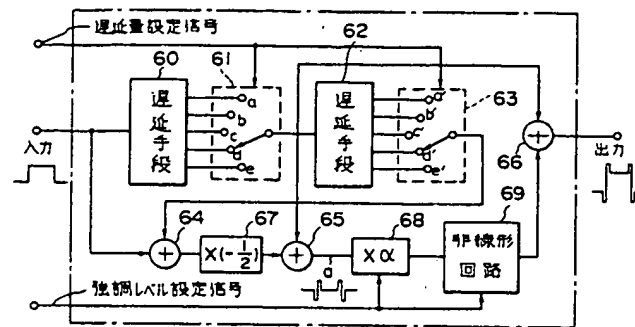 遅延量設定信号
60
61
62
63
遅延手段
a
b
c
d
e
遅延手段
a'
b'
c'
d'
e'
入力
66
出力
64
67
65
68
69
×(-1/2)
a
×α
非線形回路
強調レベル設定信号